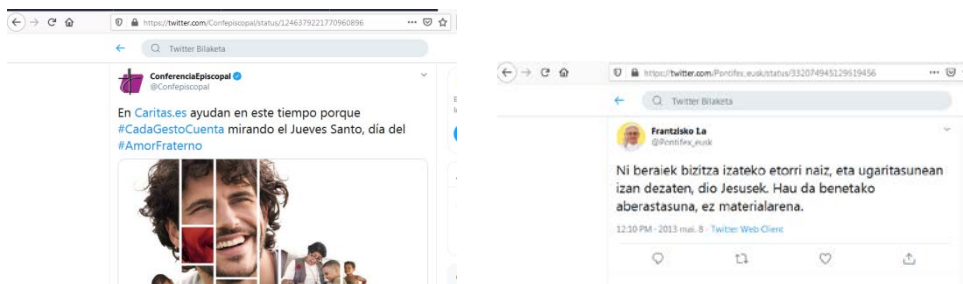 https://twitter.com/Confepiscopal/status/1246379221770960896
Twitter Bilaketa
ConferenciaEpiscopal
@Confepiscopal
En Caritas.es ayudan en este tiempo porque
#CadaGestoCuenta mirando el Jueves Santo, día del
#AmorFraterno
https://twitter.com/Pontifex_eusk/status/332074945129619456
Twitter Bilaketa
Frantzisko I.a
@Pontifex_eusk
Ni beraiek bizitza izateko etorri naiz, eta ugaritasunean
izan dezaten, dio Jesusek. Hau da benetako
aberastasuna, ez materialarena.
12:10 PM · 2013 mai. 8 · Twitter Web Client